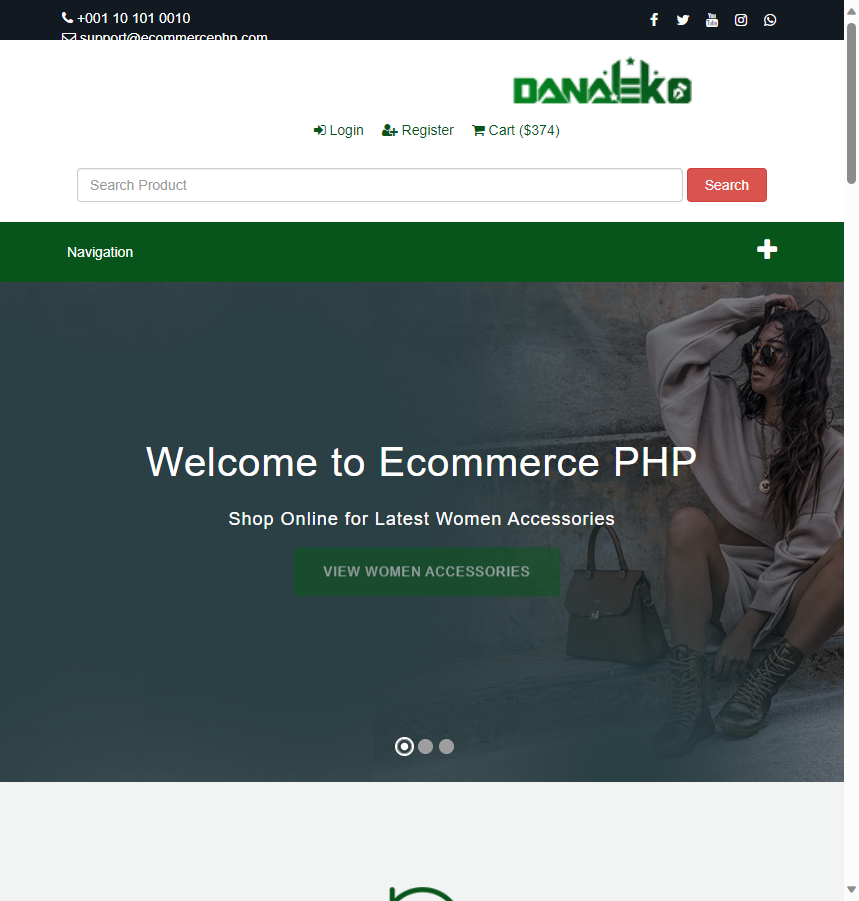 +001 10 101 0010
support@ecommercephp.com
DANALEKO
Login Register Cart ($374)
Search Product Search
Navigation
Welcome to Ecommerce PHP
Shop Online for Latest Women Accessories
VIEW WOMEN ACCESSORIES